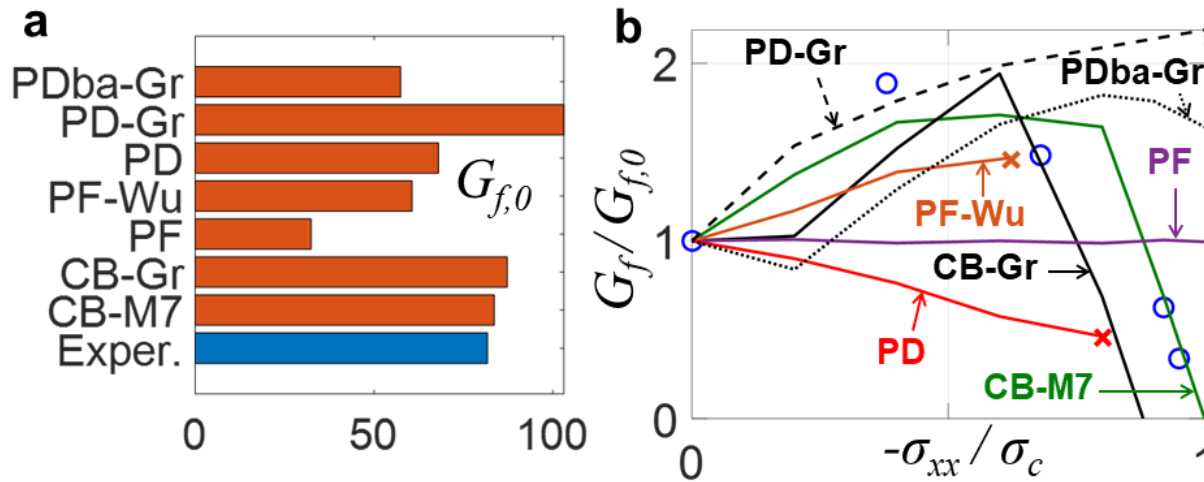 a
PDba-Gr
PD-Gr
PD
PF-Wu
PF
CB-Gr
CB-M7
Exper.
G_{f,0}
0
50
100
b
2
1
0
G_f / G_{f,0}
PD-Gr
PDba-Gr
PF
PF-Wu
CB-Gr
PD
CB-M7
0
-σ_{xx} / σ_c